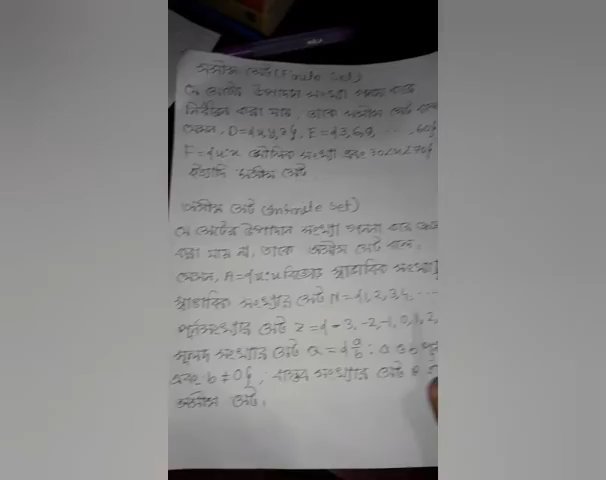 সসীম সেট (Finite Set)
যে সেটের উপাদান সংখ্যা গণনা করে
নির্ধারণ করা যায়, তাকে সসীম সেট বলে
যেমন, D={x,y,z}, E={3,6,9, ... ,60}
F={x:x মৌলিক সংখ্যা এবং 30<x<70}
ইত্যাদি সসীম সেট
অসীম সেট (Infinite Set)
যে সেটের উপাদান সংখ্যা গণনা করে
করা যায় না, তাকে অসীম সেট বলে,
যেমন, A={x:x বিজোড় স্বাভাবিক সংখ্যা}
স্বাভাবিক সংখ্যার সেট N={1,2,3,4, ...
পূর্ণসংখ্যার সেট Z={-3,-2,-1,0,1,2,
মূলদ সংখ্যার সেট Q={a/b : a ও b পূর্ণ
এবং b≠0}, বাস্তব সংখ্যার সেট
অসীম সেট।